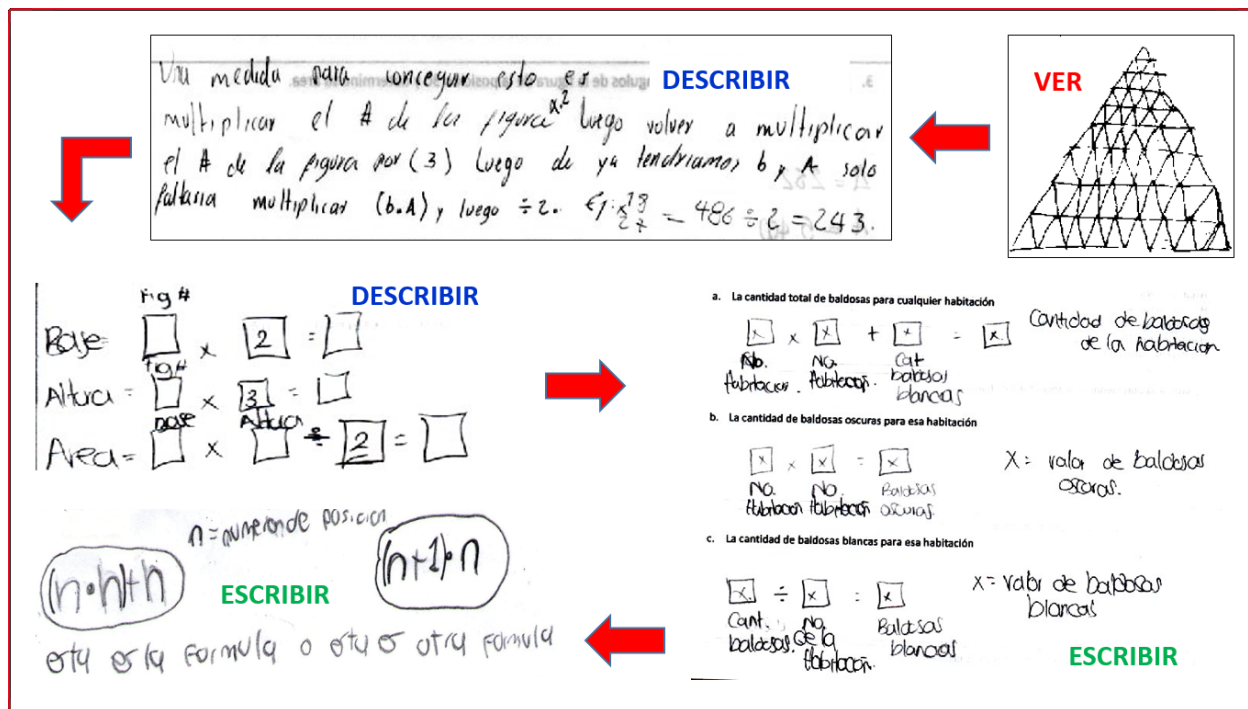 VER
DESCRIBIR
Una medida para conceguir esto es
multiplicar el # de la figura x.2 luego volver a multiplicar
el # de la figura por (3) Luego de ya tendriamos b y A solo
faltaria multiplicar (b.A) y luego ÷ 2. Ej: x 18
27 = 486 ÷ 2 = 243.
DESCRIBIR
Fig #
Base= x 2 =
Fig #
Altura = x 3 =
Base Altura
Area= x ÷ 2 =
a. La cantidad total de baldosas para cualquier habitación
x × x + x = x Cantidad de baldosas
de la habitacion
No. No. Cat
Habitacion. Habitacion. baldosas
blancas
b. La cantidad de baldosas oscuras para esa habitación
x × x = x X= valor de baldosas
oscuras.
No. No. Baldosas
Habitacion Habitacion oscuras
c. La cantidad de baldosas blancas para esa habitación
x ÷ x = x x= valor de baldosas
blancas
Cant. No. Baldosas
baldosas. de la blancas
Habitacion.
ESCRIBIR
n= numero de posicion
(n•n)+n (n+1)•n
ESCRIBIR
esta es la formula o esta es otra formula